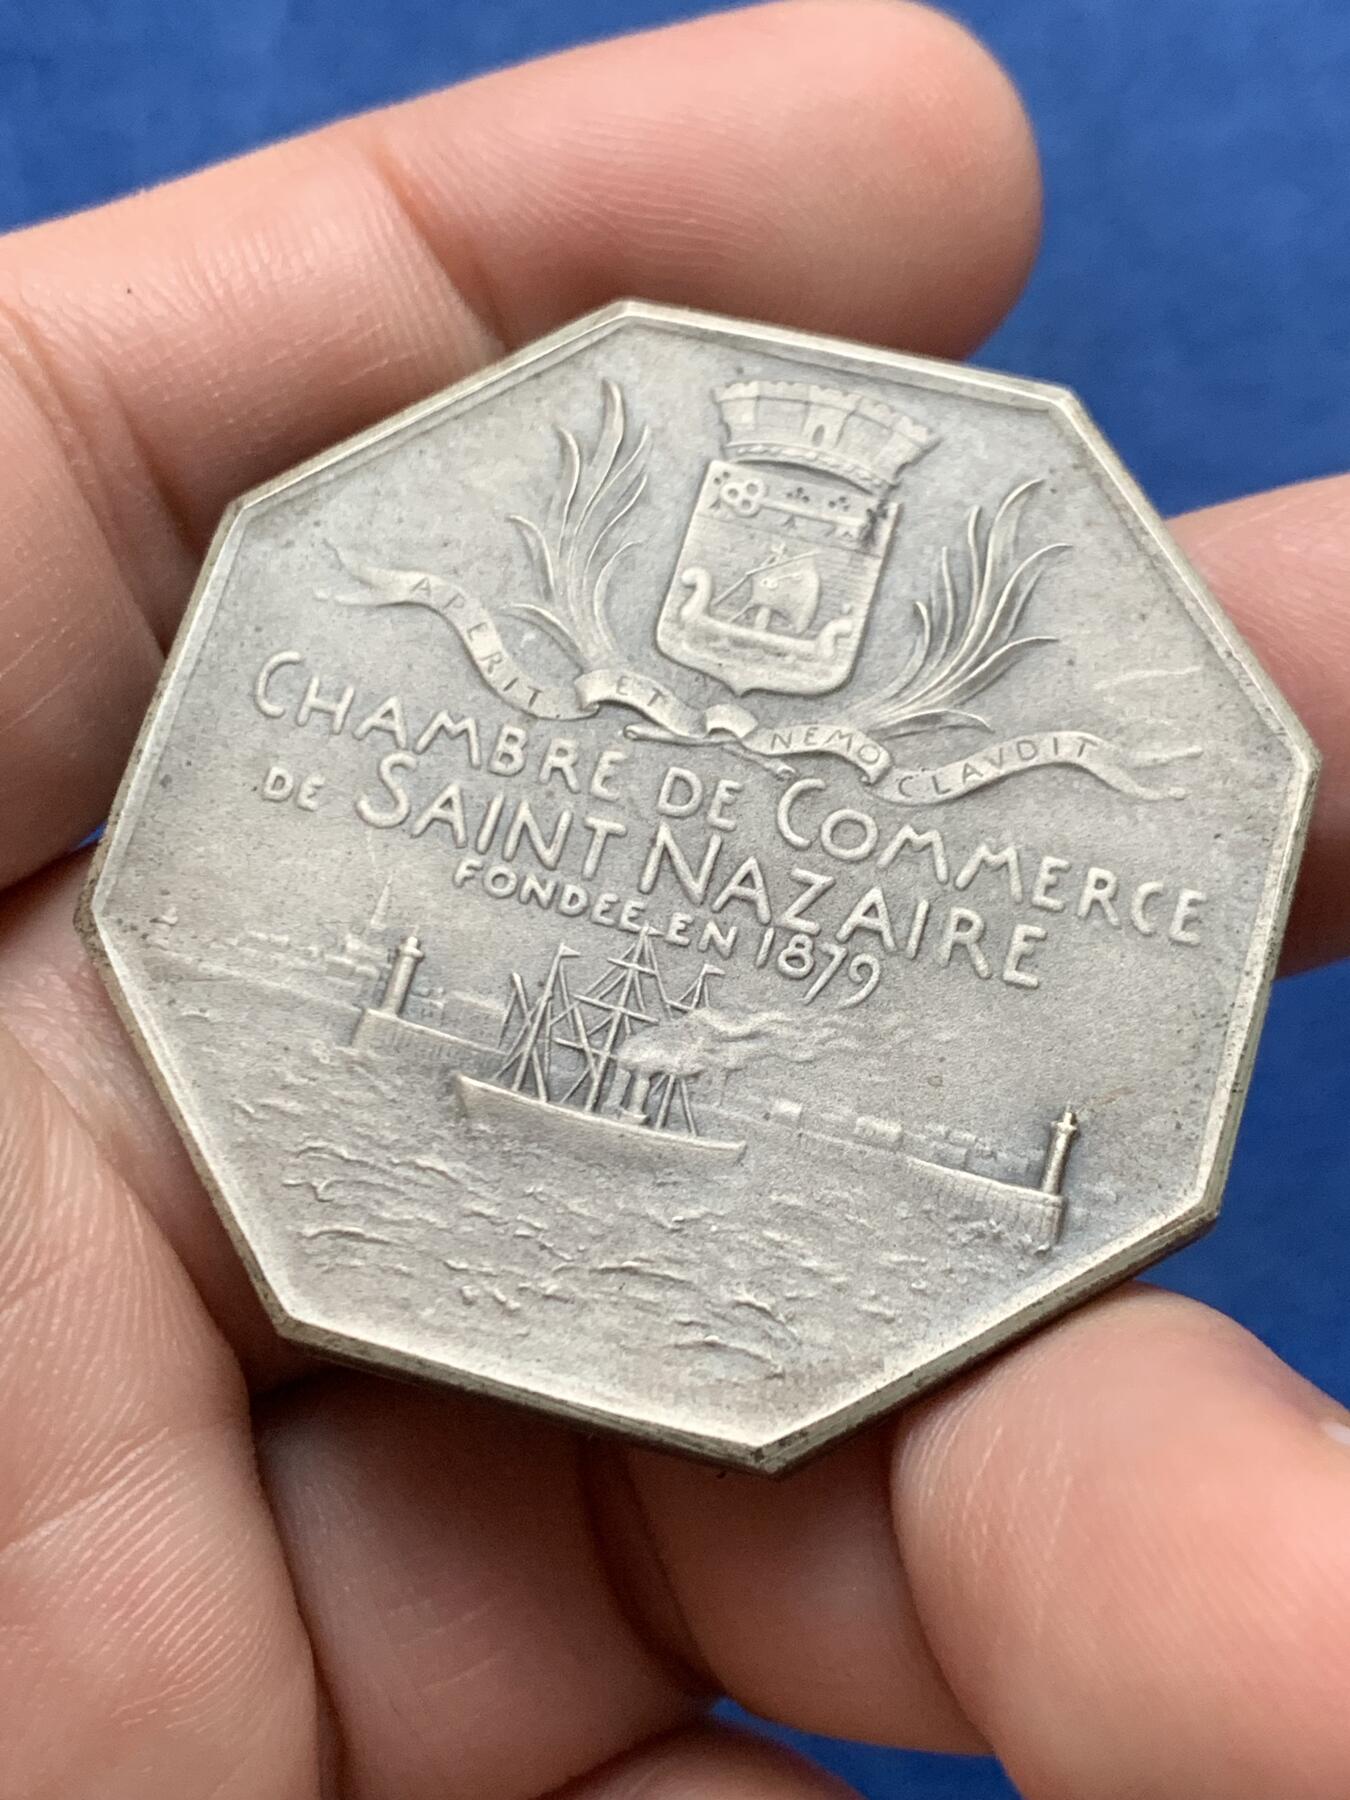 APERIT ET NEMO CLAVDIT
CHAMBRE DE COMMERCE
DE SAINT NAZAIRE
FONDEE EN 1879